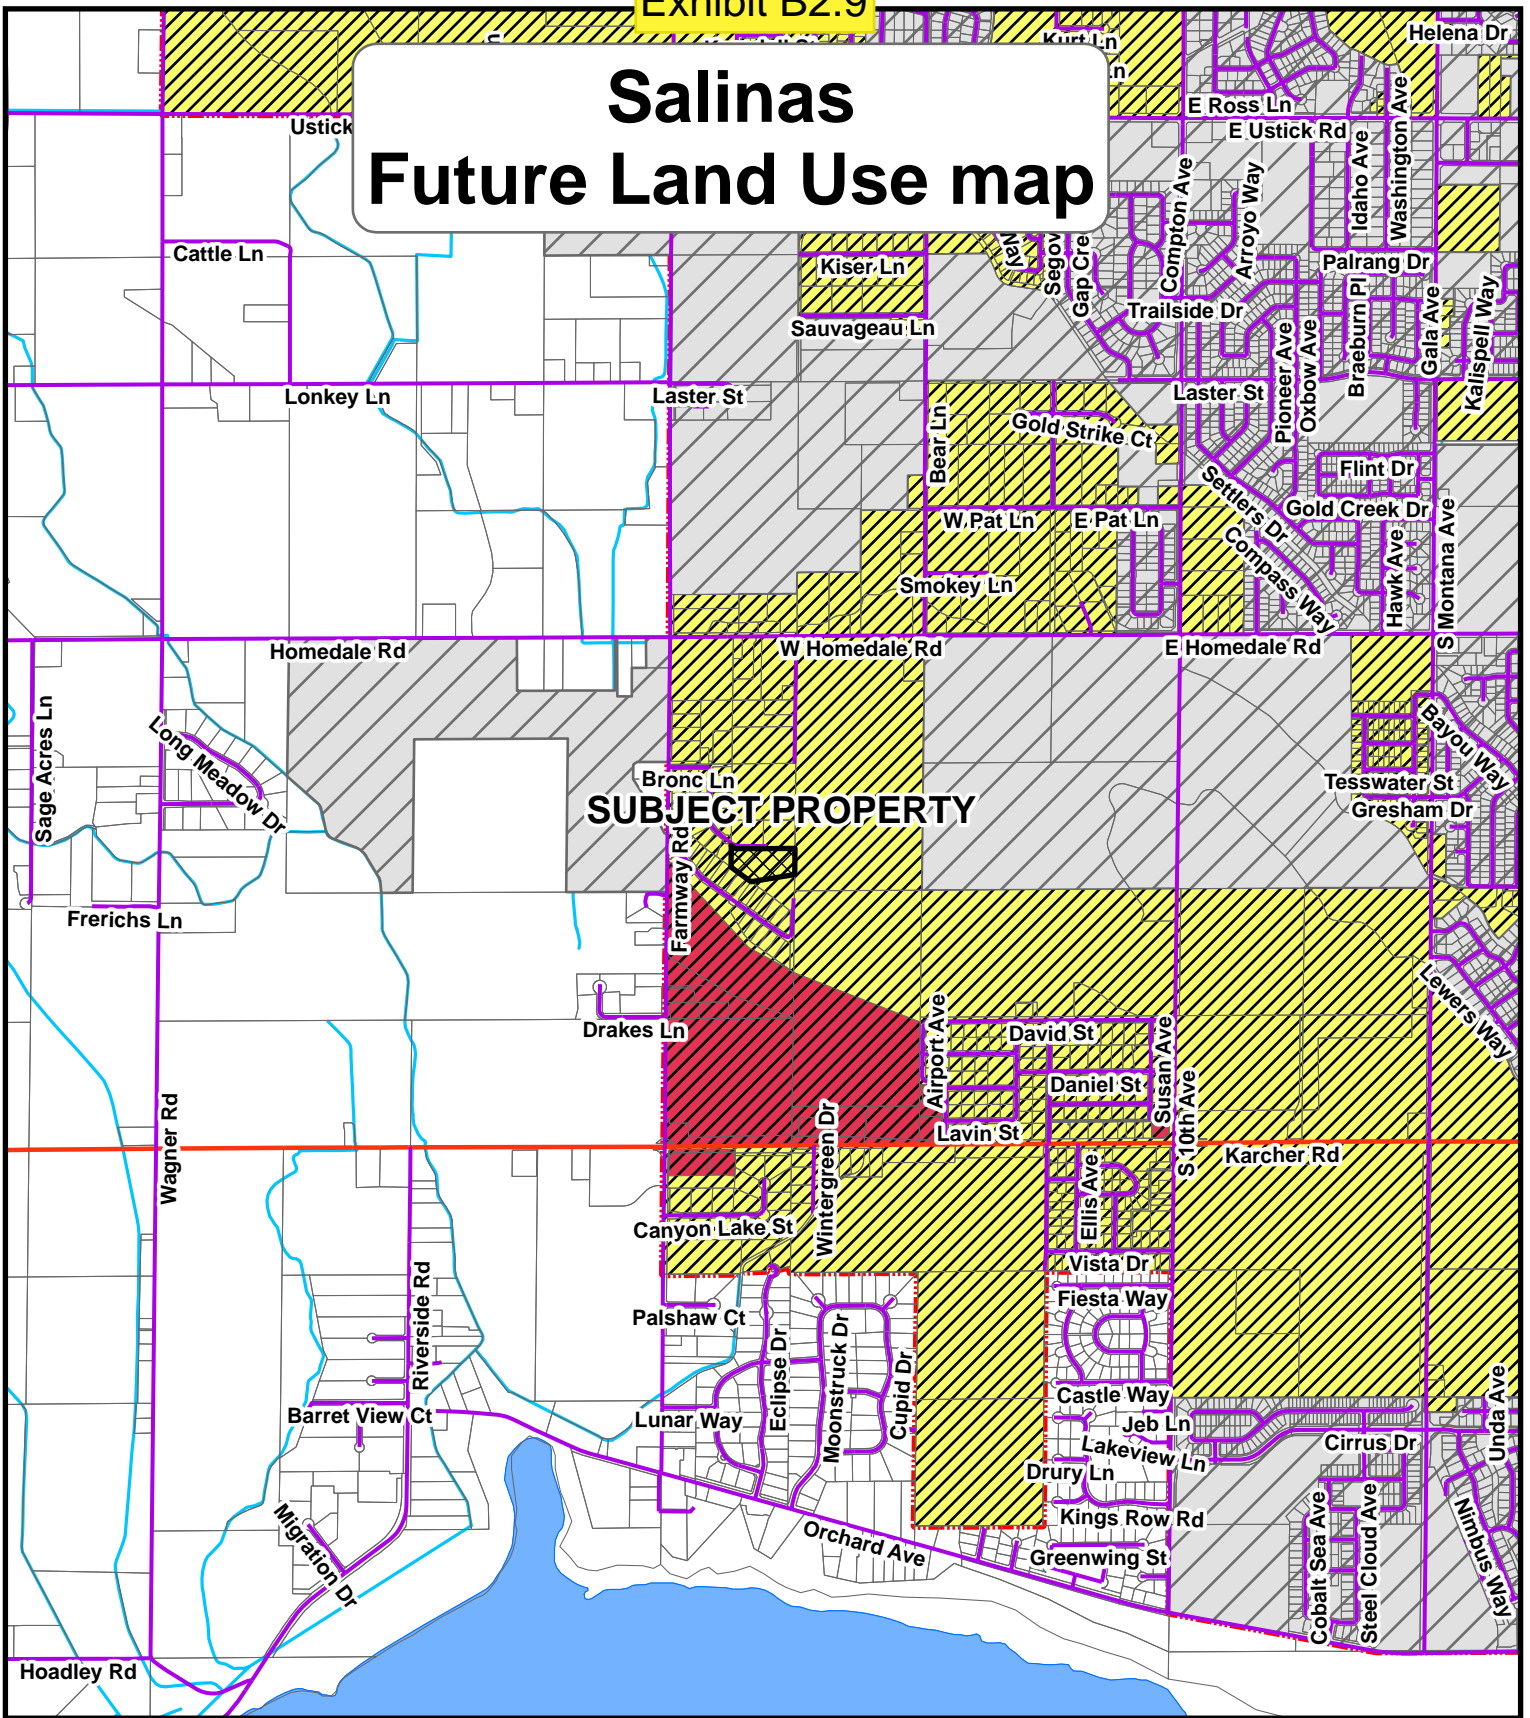 Exhibit B2.9
Helena Dr
Kurt Ln
Ln
Salinas
Future Land Use map
E Ross Ln
Washington Ave
Ustick
E Ustick Rd
Idaho Ave
Compton Ave
Arroyo Way
Way
Segov
Gap Cre
Cattle Ln
Kiser Ln
Palrang Dr
Sauvageau Ln
Trailside Dr
Braeburn Pl
Gala Ave
Kalispell Way
Pioneer Ave
Oxbow Ave
Lonkey Ln
Laster St
Laster St
Bear Ln
Gold Strike Ct
Flint Dr
Settlers Dr
Gold Creek Dr
W Pat Ln
E Pat Ln
Compass Way
Hawk Ave
S Montana Ave
Smokey Ln
Homedale Rd
W Homedale Rd
E Homedale Rd
Sage Acres Ln
Long Meadow Dr
Bayou Way
Bronc Ln
Tesswater St
SUBJECT PROPERTY
Gresham Dr
Farmway Rd
Frerichs Ln
Lewers Way
Drakes Ln
Airport Ave
David St
Susan Ave
Daniel St
Wagner Rd
Wintergreen Dr
Lavin St
S 10th Ave
Karcher Rd
Ellis Ave
Canyon Lake St
Vista Dr
Riverside Rd
Palshaw Ct
Fiesta Way
Eclipse Dr
Moonstruck Dr
Cupid Dr
Castle Way
Unda Ave
Barret View Ct
Lunar Way
Jeb Ln
Lakeview Ln
Cirrus Dr
Drury Ln
Migration Dr
Orchard Ave
Kings Row Rd
Cobalt Sea Ave
Steel Cloud Ave
Nimbus Way
Greenwing St
Hoadley Rd